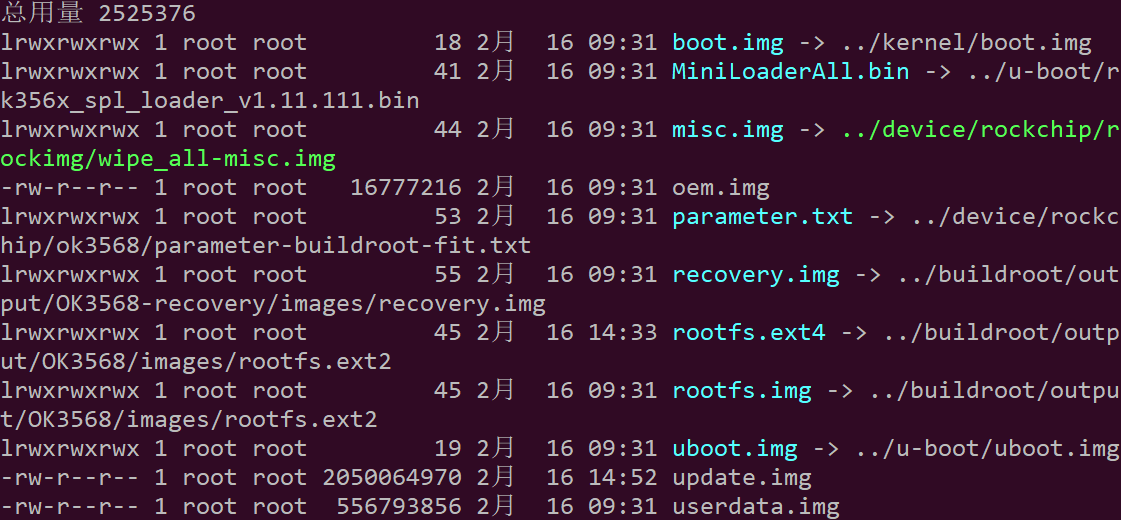 总用量 2525376
lrwxrwxrwx 1 root root         18 2月  16 09:31 boot.img -> ../kernel/boot.img
lrwxrwxrwx 1 root root         41 2月  16 09:31 MiniLoaderAll.bin -> ../u-boot/r
k356x_spl_loader_v1.11.111.bin
lrwxrwxrwx 1 root root         44 2月  16 09:31 misc.img -> ../device/rockchip/r
ockimg/wipe_all-misc.img
-rw-r--r-- 1 root root   16777216 2月  16 09:31 oem.img
lrwxrwxrwx 1 root root         53 2月  16 09:31 parameter.txt -> ../device/rockc
hip/ok3568/parameter-buildroot-fit.txt
lrwxrwxrwx 1 root root         55 2月  16 09:31 recovery.img -> ../buildroot/out
put/OK3568-recovery/images/recovery.img
lrwxrwxrwx 1 root root         45 2月  16 14:33 rootfs.ext4 -> ../buildroot/outp
ut/OK3568/images/rootfs.ext2
lrwxrwxrwx 1 root root         45 2月  16 09:31 rootfs.img -> ../buildroot/outpu
t/OK3568/images/rootfs.ext2
lrwxrwxrwx 1 root root         19 2月  16 09:31 uboot.img -> ../u-boot/uboot.img
-rw-r--r-- 1 root root 2050064970 2月  16 14:52 update.img
-rw-r--r-- 1 root root  556793856 2月  16 09:31 userdata.img